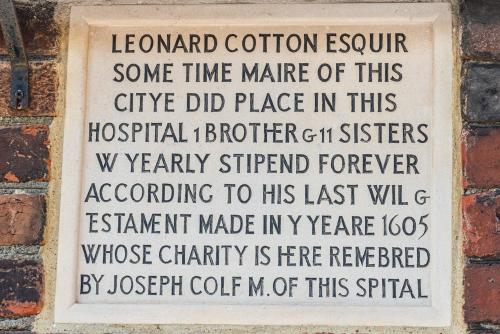 LEONARD COTTON ESQUIR
SOME TIME MAIRE OF THIS
CITYE DID PLACE IN THIS
HOSPITAL 1 BROTHER & 11 SISTERS
W YEARLY STIPEND FOREVER
ACCORDING TO HIS LAST WIL &
TESTAMENT MADE IN Y YEARE 1605
WHOSE CHARITY IS HERE REMEBRED
BY JOSEPH COLF M. OF THIS SPITAL